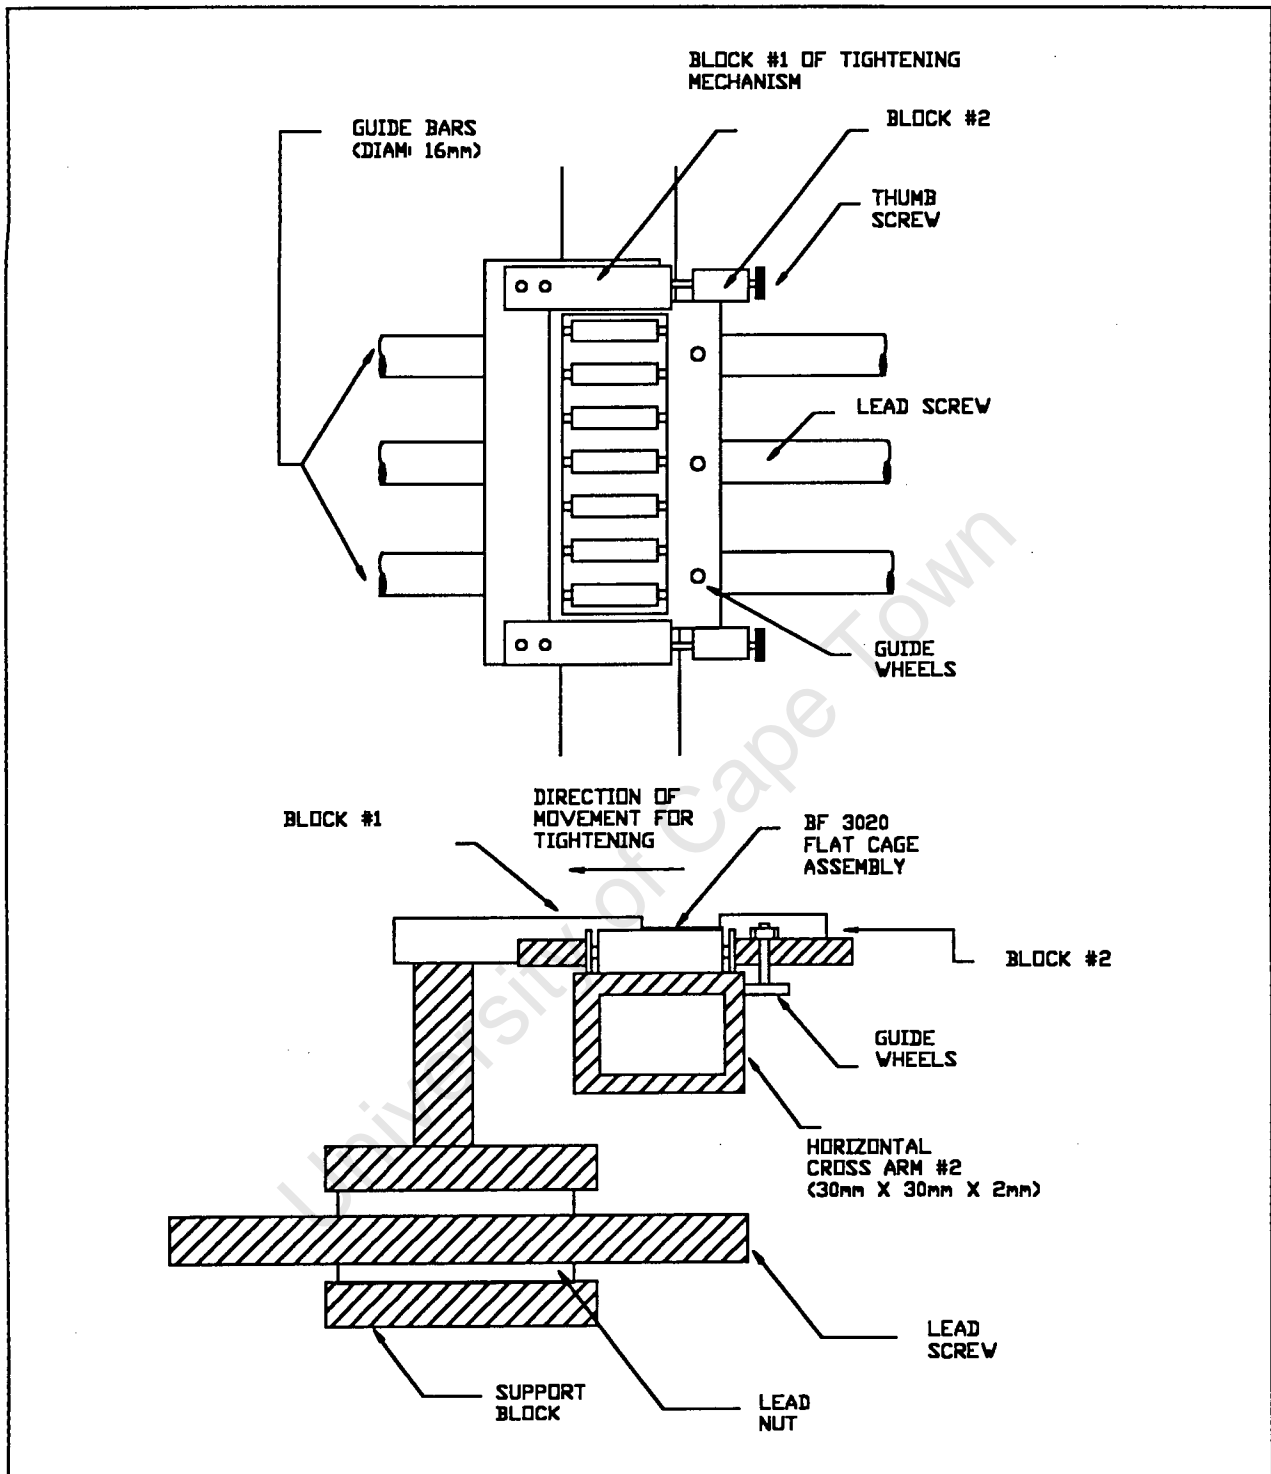 BLOCK #1 OF TIGHTENING
MECHANISM
GUIDE BARS
(DIAM: 16mm)
BLOCK #2
THUMB
SCREW
LEAD SCREW
GUIDE
WHEELS
DIRECTION OF
MOVEMENT FOR
TIGHTENING
BLOCK #1
BF 3020
FLAT CAGE
ASSEMBLY
BLOCK #2
GUIDE
WHEELS
HORIZONTAL
CROSS ARM #2
(30mm X 30mm X 2mm)
LEAD
SCREW
SUPPORT
BLOCK
LEAD
NUT
University of Cape Town